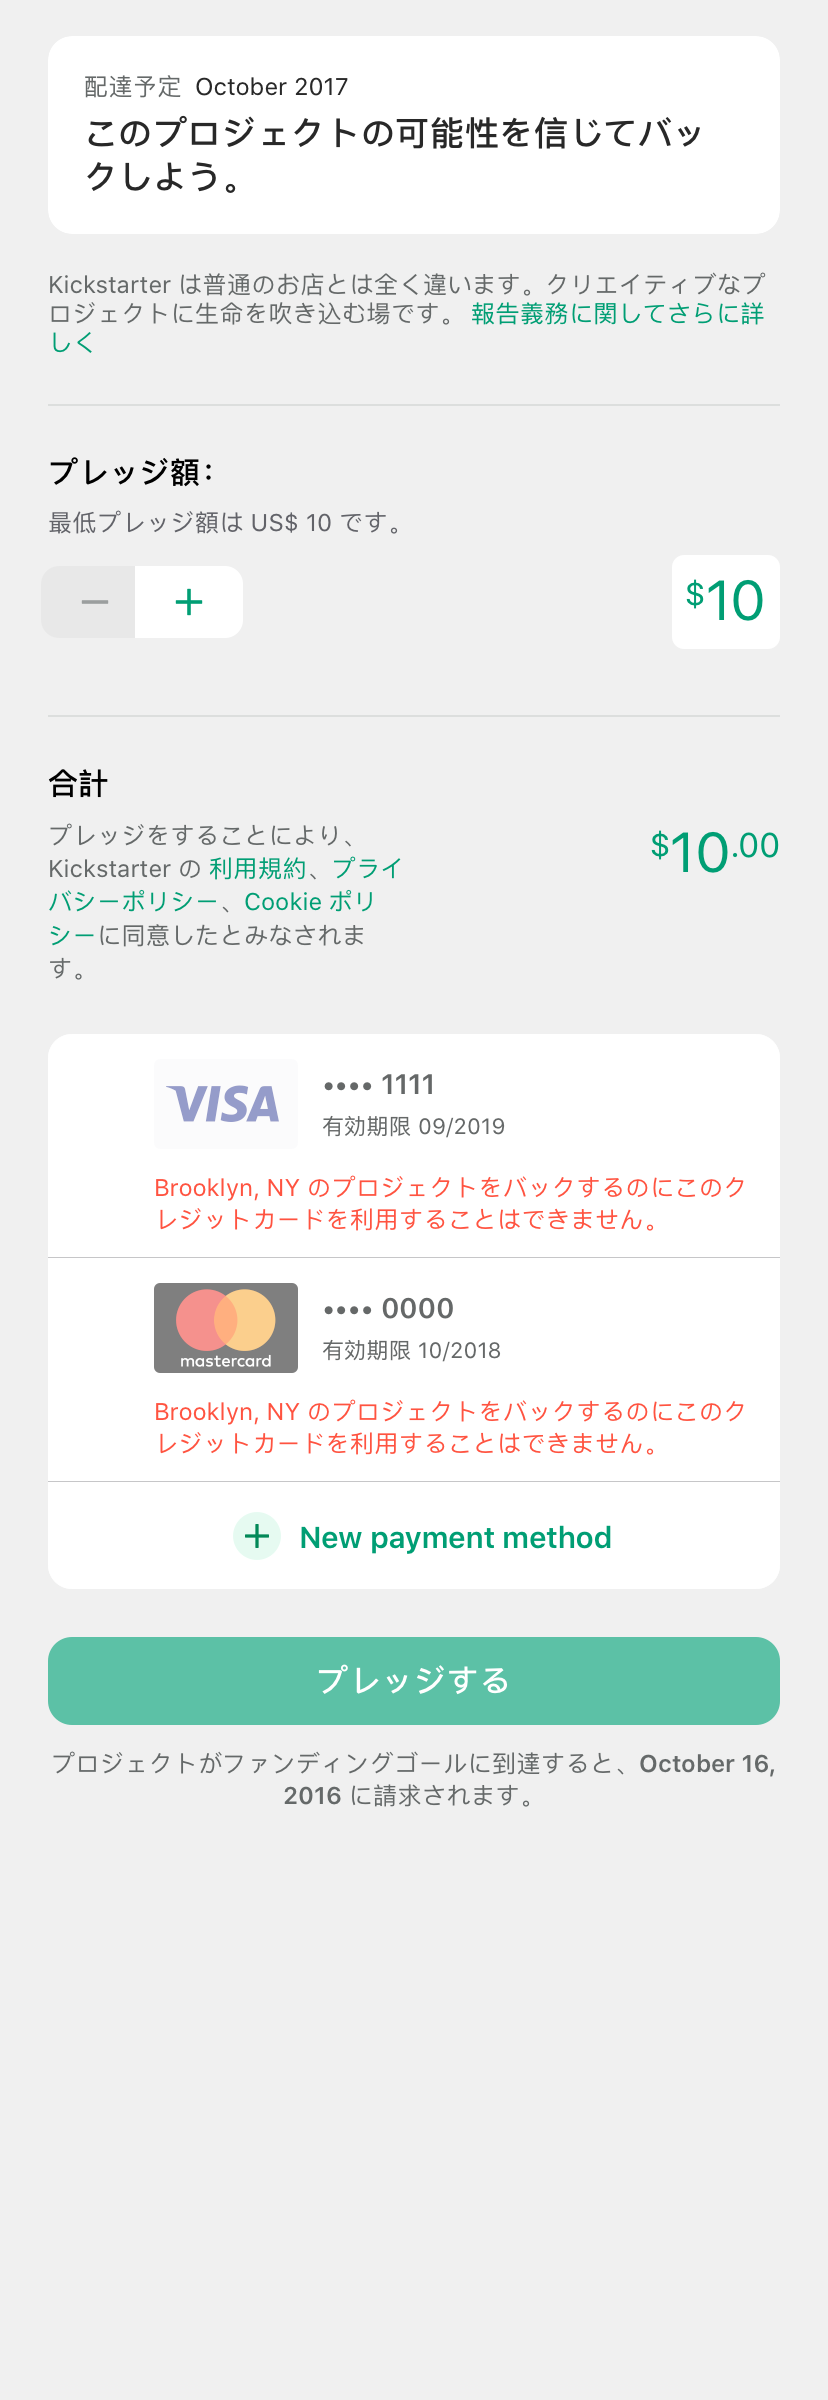 配達予定 October 2017
このプロジェクトの可能性を信じてバッ
クしよう。
Kickstarter は普通のお店とは全く違います。クリエイティブなプ
ロジェクトに生命を吹き込む場です。 報告義務に関してさらに詳
しく
プレッジ額：
最低プレッジ額は US$ 10 です。
− +
$10
合計
$10.00
プレッジをすることにより、
Kickstarter の 利用規約、プライ
バシーポリシー、Cookie ポリ
シーに同意したとみなされま
す。
VISA
•••• 1111
有効期限 09/2019
Brooklyn, NY のプロジェクトをバックするのにこのク
レジットカードを利用することはできません。
mastercard
•••• 0000
有効期限 10/2018
Brooklyn, NY のプロジェクトをバックするのにこのク
レジットカードを利用することはできません。
+ New payment method
プレッジする
プロジェクトがファンディングゴールに到達すると、October 16,
2016 に請求されます。